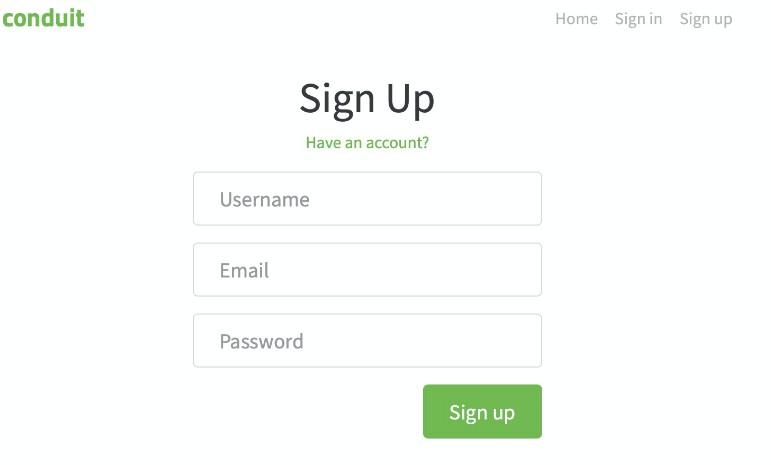 conduit Home Sign in Sign up
Sign Up
Have an account?
Username
Email
Password
Sign up